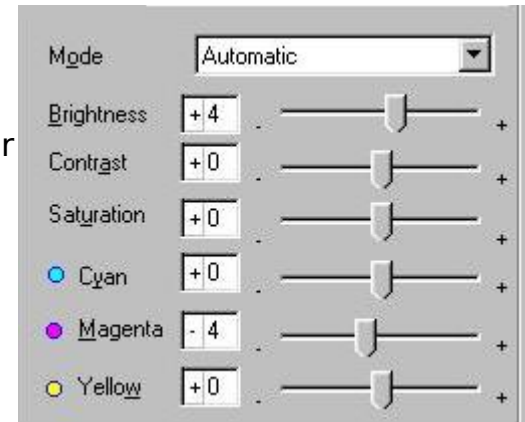 Mode Automatic
Brightness +4 - +
r
Contrast +0 - +
Saturation +0 - +
Cyan +0 - +
Magenta - 4 - +
Yellow +0 - +